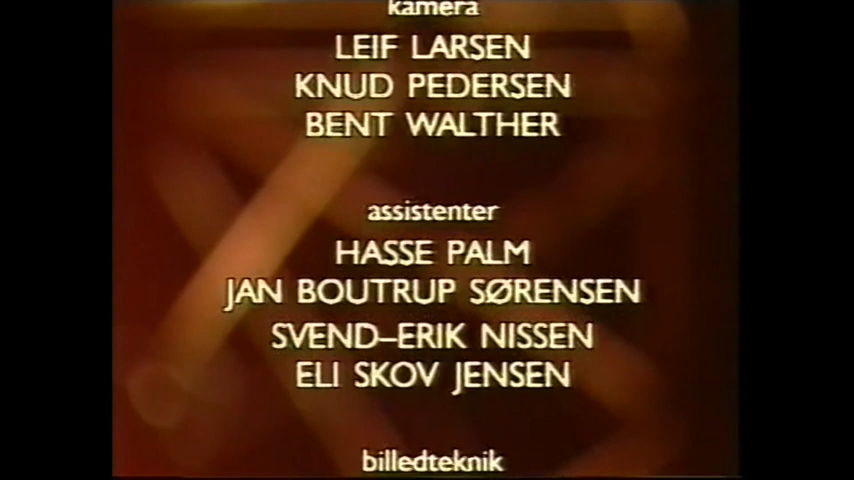 kamera
LEIF LARSEN
KNUD PEDERSEN
BENT WALTHER
assistenter
HASSE PALM
JAN BOUTRUP SØRENSEN
SVEND–ERIK NISSEN
ELI SKOV JENSEN
billedteknik